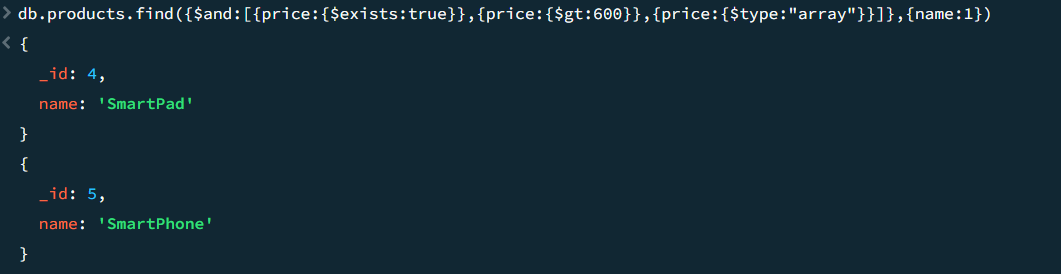 > db.products.find({$and:[{price:{$exists:true}},{price:{$gt:600}},{price:{$type:"array"}}]},{name:1})
< {
_id: 4,
name: 'SmartPad'
}
{
_id: 5,
name: 'SmartPhone'
}